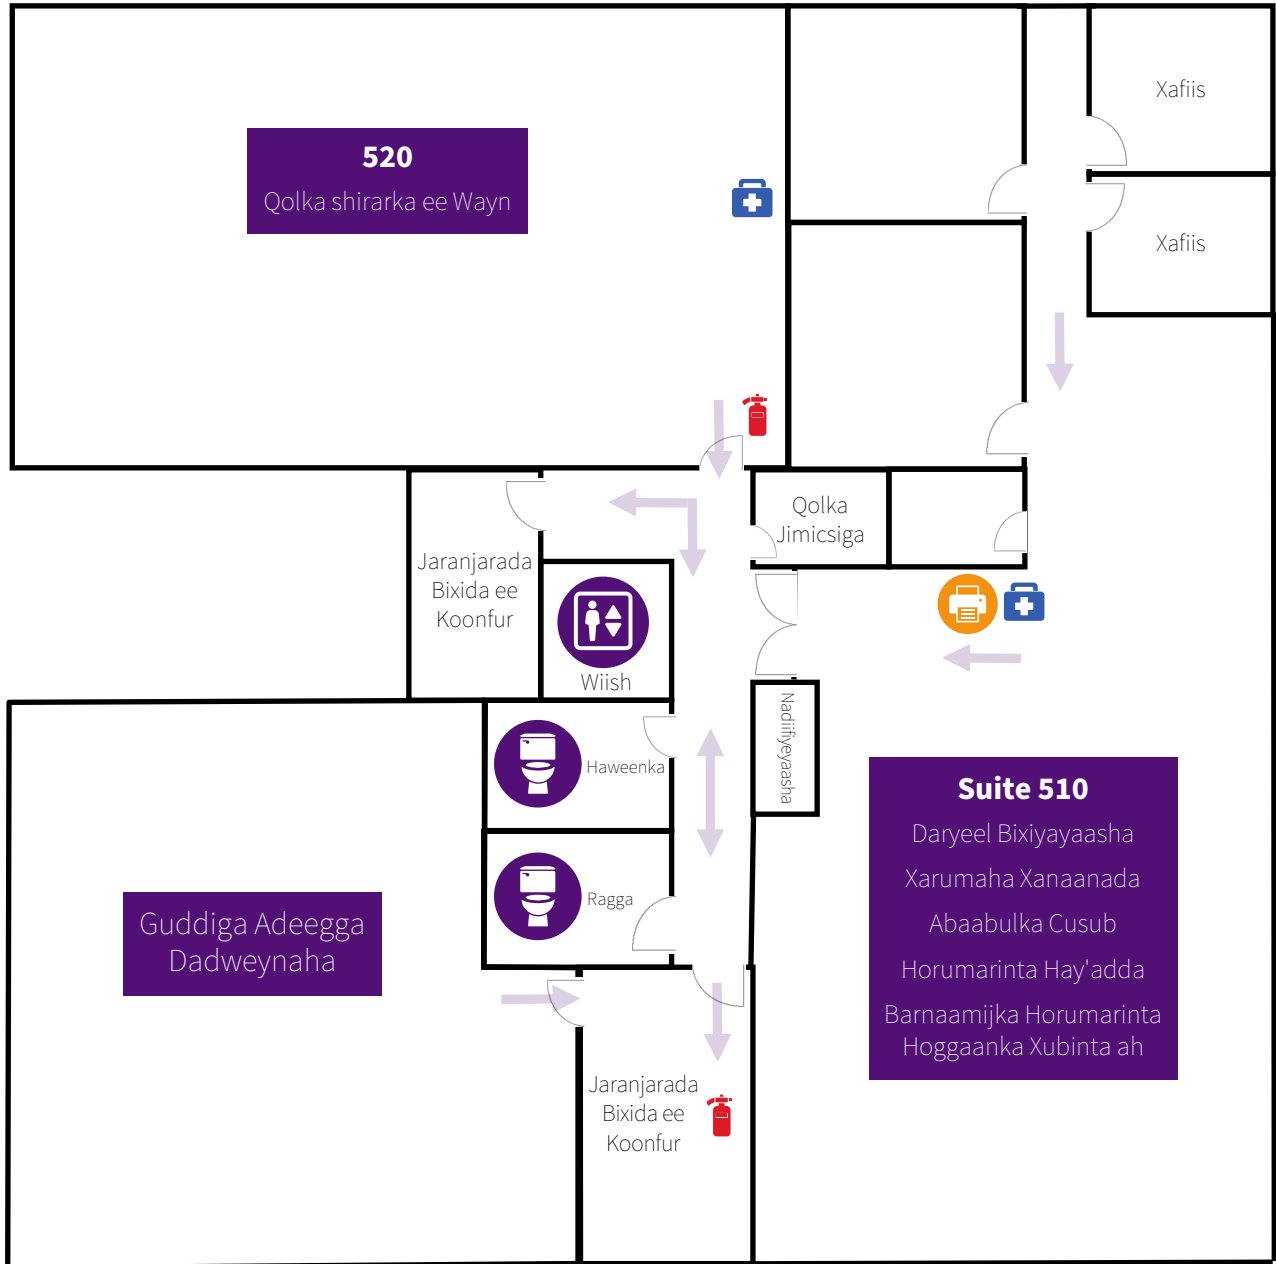 520
Qolka shirarka ee Wayn
Xafiis
Xafiis
Qolka
Jimicsiga
Jaranjarada
Bixida ee
Koonfur
Wiish
Nadiifiyeyaasha
Haweenka
Ragga
Suite 510
Daryeel Bixiyayaasha
Xarumaha Xanaanada
Abaabulka Cusub
Horumarinta Hay'adda
Barnaamijka Horumarinta
Hoggaanka Xubinta ah
Guddiga Adeegga
Dadweynaha
Jaranjarada
Bixida ee
Koonfur